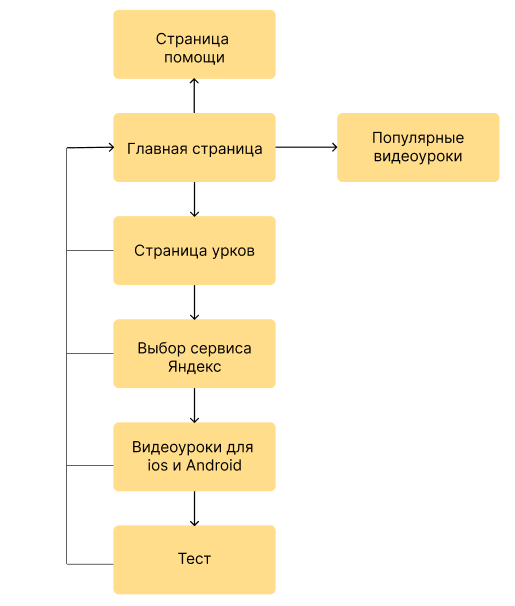 Страница
помощи
Главная страница
Популярные
видеоуроки
Страница урков
Выбор сервиса
Яндекс
Видеоуроки для
ios и Android
Тест